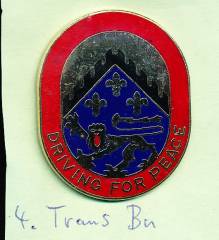 DRIVING FOR PEACE
4. Trans Bn